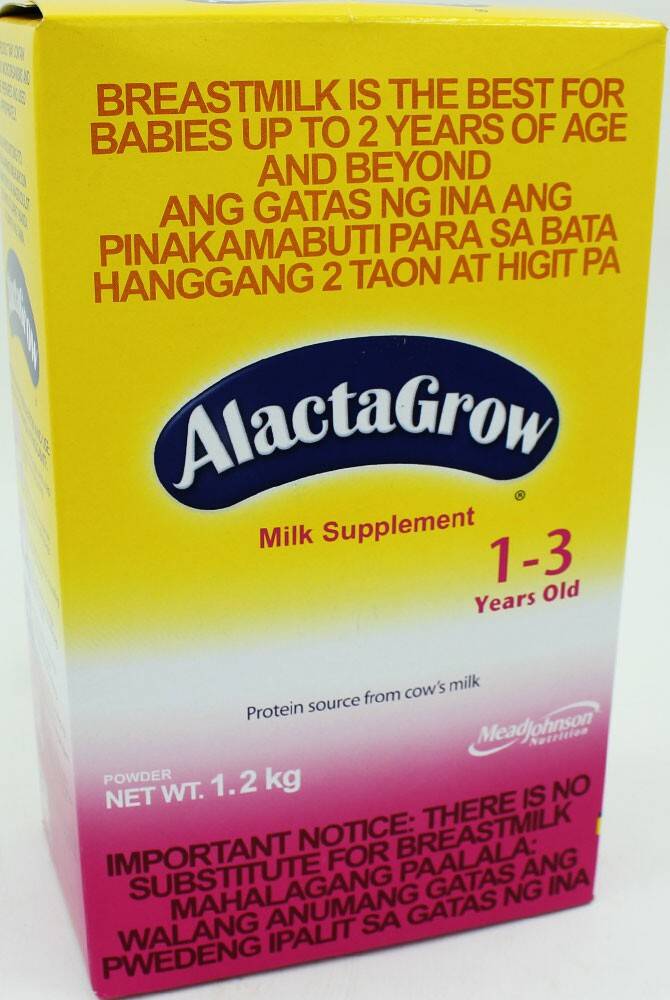 BREASTMILK IS THE BEST FOR
BABIES UP TO 2 YEARS OF AGE
AND BEYOND
ANG GATAS NG INA ANG
PINAKAMABUTI PARA SA BATA
HANGGANG 2 TAON AT HIGIT PA
AlactaGrow
®
Milk Supplement
1-3
Years Old
Protein source from cow's milk
MeadJohnson
Nutrition
POWDER
NET WT. 1.2 kg
IMPORTANT NOTICE: THERE IS NO
SUBSTITUTE FOR BREASTMILK
MAHALAGANG PAALALA:
WALANG ANUMANG GATAS ANG
PWEDENG IPALIT SA GATAS NG INA